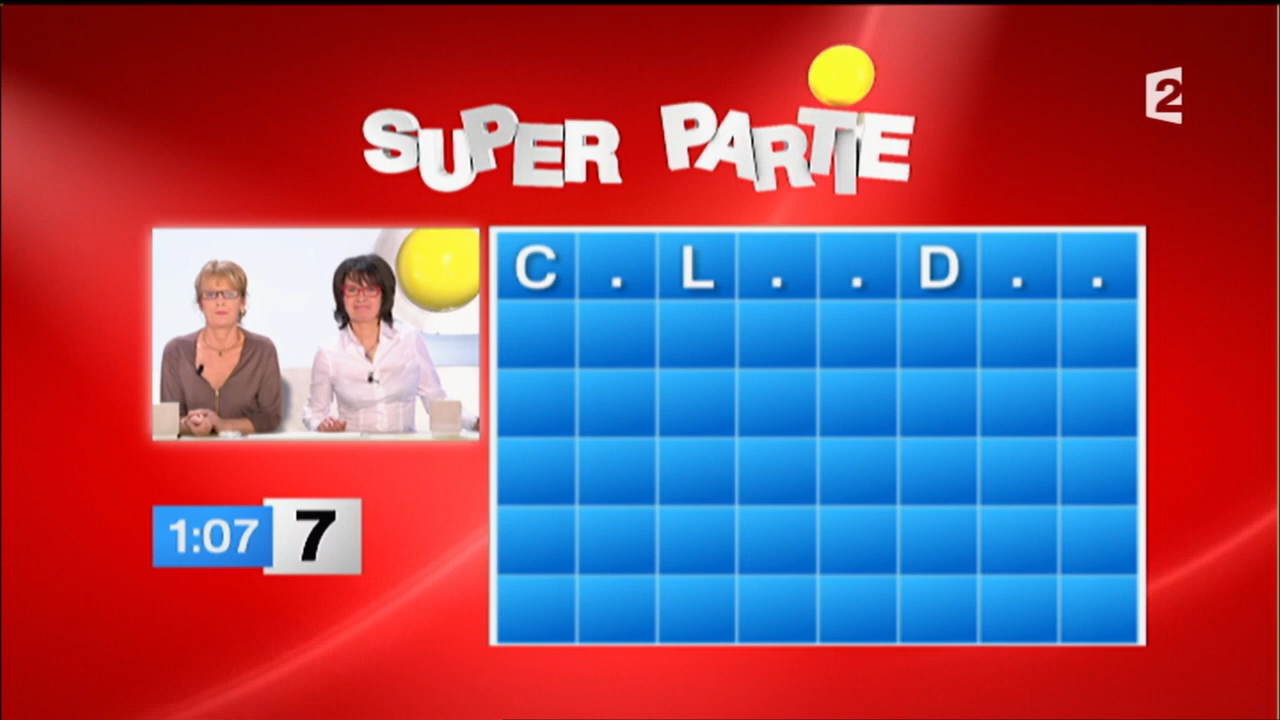 SUPER PARTIE
2
C . L . . D . .
1:07 7